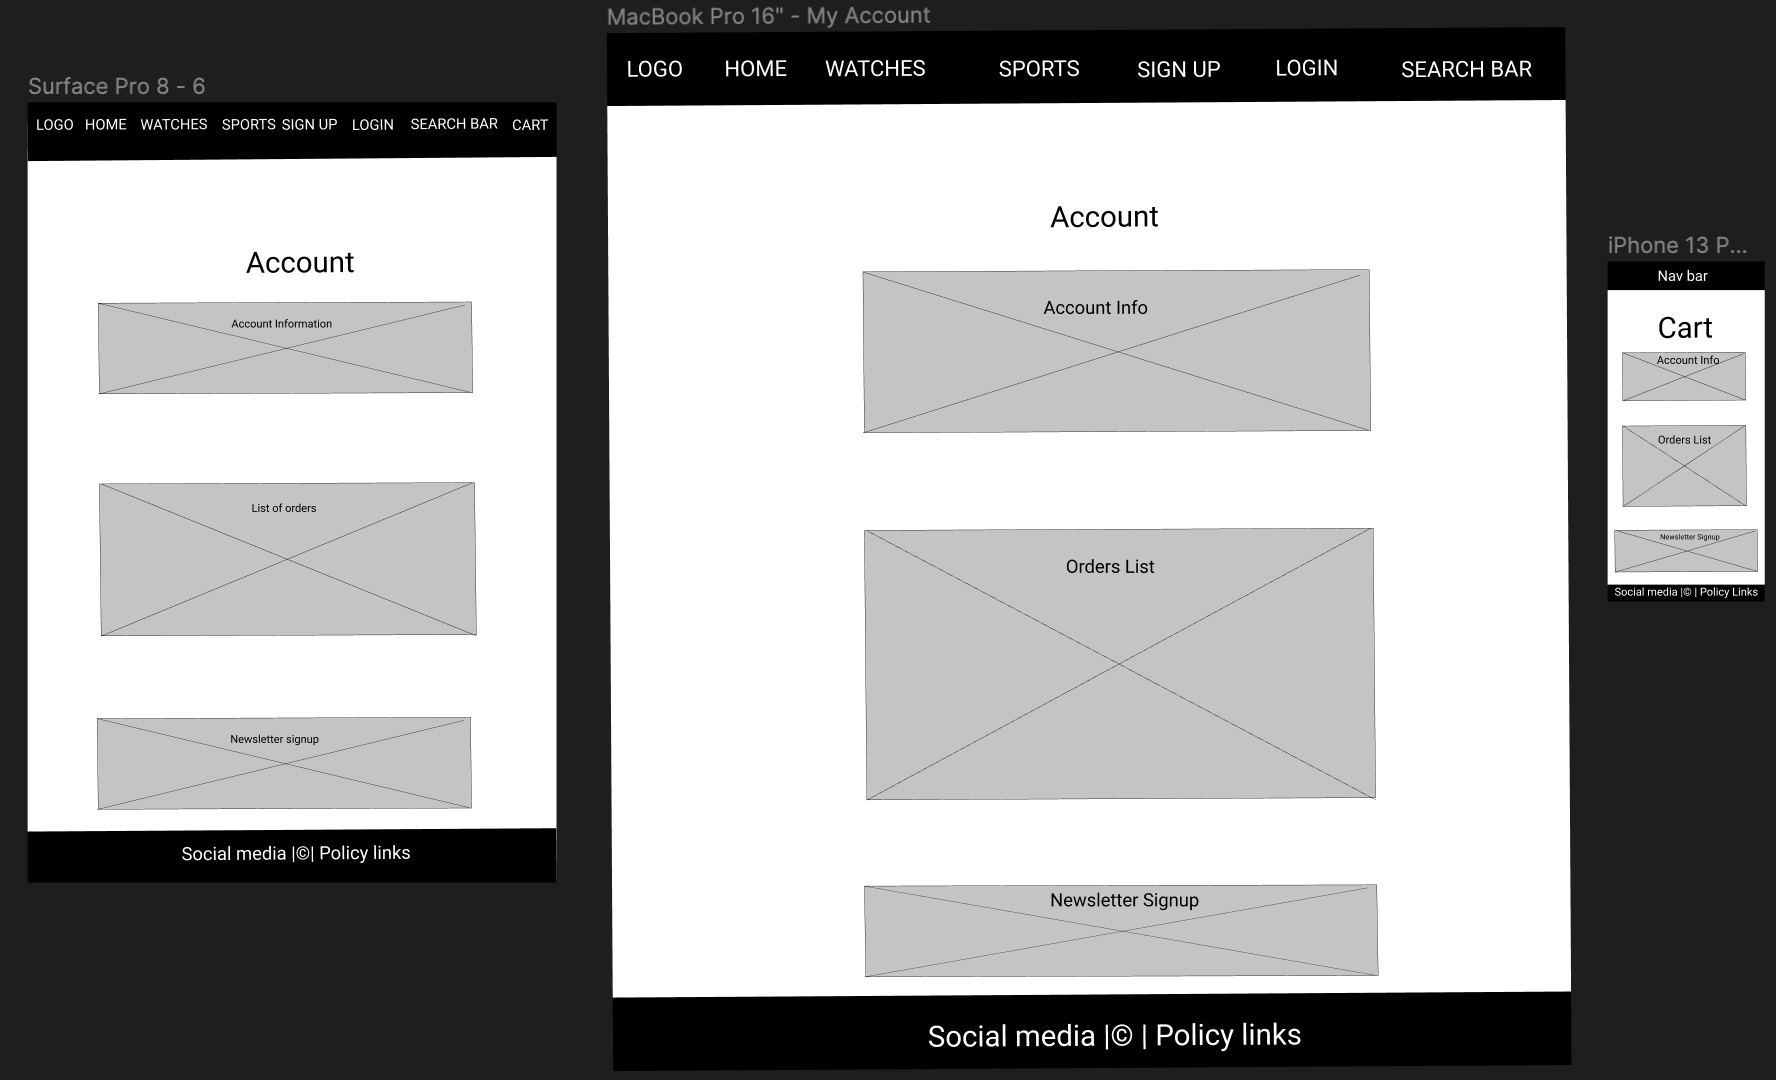 Surface Pro 8 - 6
LOGO HOME WATCHES SPORTS SIGN UP LOGIN SEARCH BAR CART
Account
Account Information
List of orders
Newsletter signup
Social media |©| Policy links
MacBook Pro 16" - My Account
LOGO HOME WATCHES SPORTS SIGN UP LOGIN SEARCH BAR
Account
Account Info
Orders List
Newsletter Signup
Social media |© | Policy links
iPhone 13 P...
Nav bar
Cart
Account Info
Orders List
Newsletter Signup
Social media |© | Policy Links